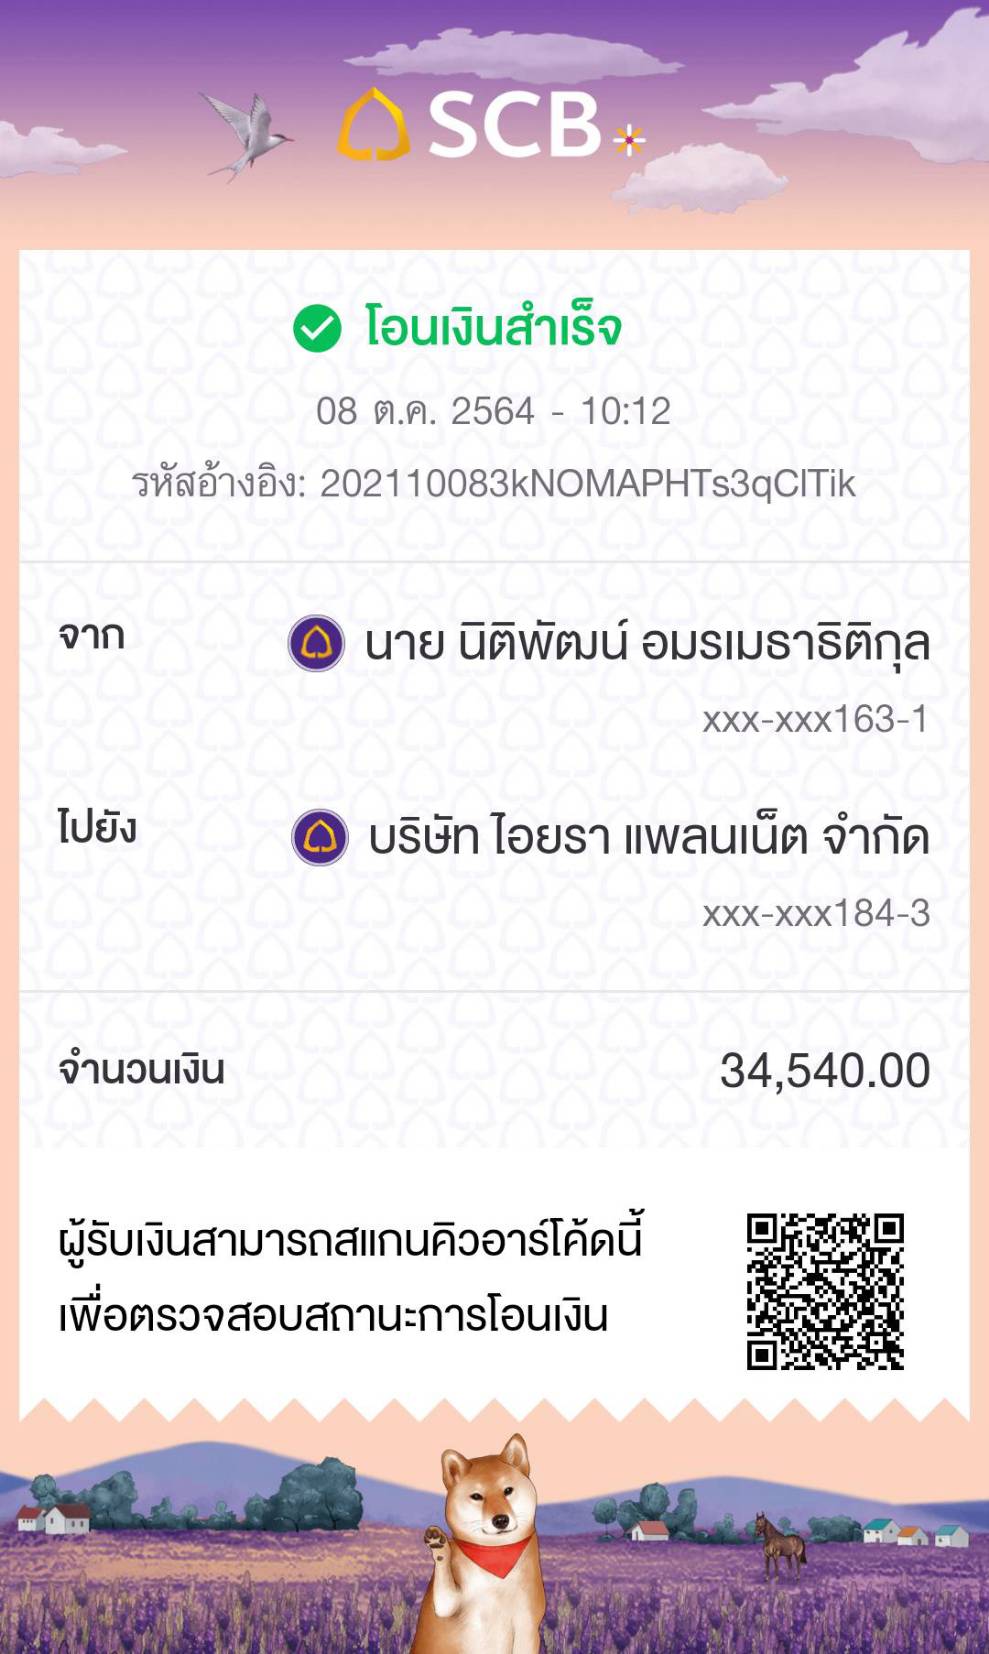 SCB
โอนเงินสำเร็จ
08 ต.ค. 2564 - 10:12
รหัสอ้างอิง: 202110083kNOMAPHTs3qClTik
จาก
นาย นิติพัฒน์ อมรเมธาธิติกุล
xxx-xxx163-1
ไปยัง
บริษัท ไอยรา แพลนเน็ต จำกัด
xxx-xxx184-3
จำนวนเงิน 34,540.00
ผู้รับเงินสามารถสแกนคิวอาร์โค้ดนี้
เพื่อตรวจสอบสถานะการโอนเงิน